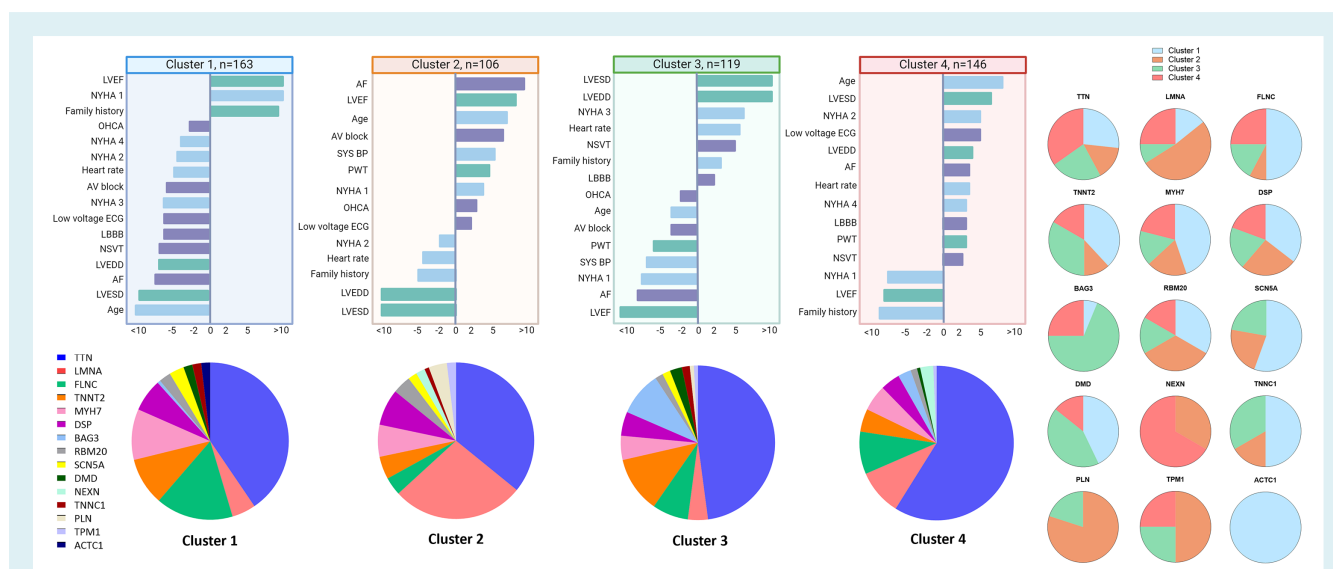 Cluster 1, n=163
LVEF
NYHA 1
Family history
OHCA
NYHA 4
NYHA 2
Heart rate
AV block
NYHA 3
Low voltage ECG
LBBB
NSVT
LVEDD
AF
LVESD
Age
<10 -5 -2 0 2 5 >10
Cluster 2, n=106
AF
LVEF
Age
AV block
SYS BP
PWT
NYHA 1
OHCA
Low voltage ECG
NYHA 2
Heart rate
Family history
LVEDD
LVESD
<10 -5 -2 0 2 5 >10
Cluster 3, n=119
LVESD
LVEDD
NYHA 3
Heart rate
NSVT
Family history
LBBB
OHCA
Age
AV block
PWT
SYS BP
NYHA 1
AF
LVEF
<10 -5 -2 0 2 5 >10
Cluster 4, n=146
Age
LVESD
NYHA 2
Low voltage ECG
LVEDD
AF
Heart rate
NYHA 4
LBBB
PWT
NSVT
NYHA 1
LVEF
Family history
<10 -5 -2 0 2 5 >10
Cluster 1
Cluster 2
Cluster 3
Cluster 4
TTN LMNA FLNC
TNNT2 MYH7 DSP
BAG3 RBM20 SCN5A
DMD NEXN TNNC1
PLN TPM1 ACTC1
TTN
LMNA
FLNC
TNNT2
MYH7
DSP
BAG3
RBM20
SCN5A
DMD
NEXN
TNNC1
PLN
TPM1
ACTC1
Cluster 1
Cluster 2
Cluster 3
Cluster 4